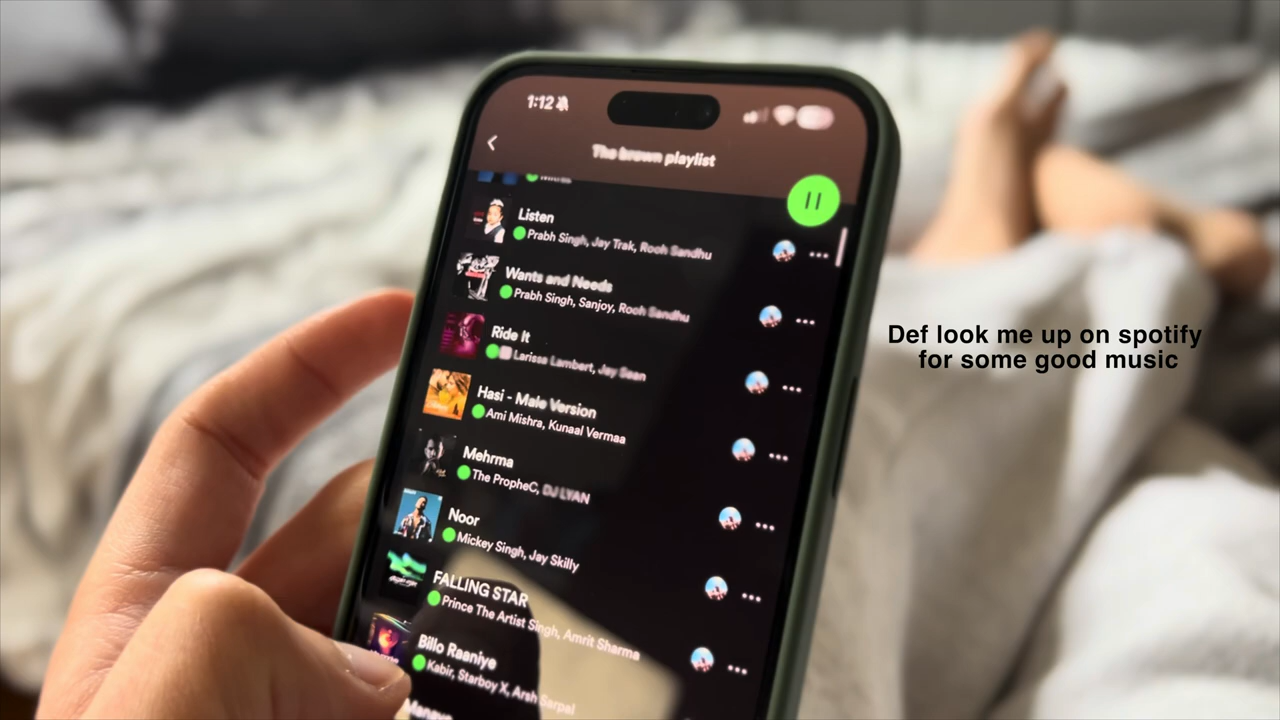 1:12
The brown playlist
Listen
Prabh Singh, Jay Trak, Rooh Sandhu
Wants and Needs
Prabh Singh, Sanjoy, Rooh Sandhu
Ride It
Larissa Lambert, Jay Sean
Hasi - Male Version
Ami Mishra, Kunaal Vermaa
Mehrma
The PropheC, DJ LYAN
Noor
Mickey Singh, Jay Skilly
FALLING STAR
Prince The Artist Singh, Amrit Sharma
Billo Raaniye
Kabir, Starboy X, Arsh Sarpal
Def look me up on spotify
for some good music